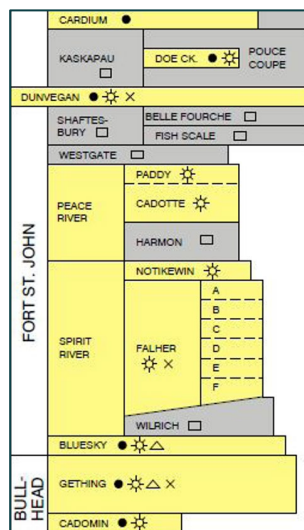 CARDIUM
KASKAPAU
DOE CK.
POUCE
COUPE
DUNVEGAN
SHAFTES-
BURY
BELLE FOURCHE
FISH SCALE
WESTGATE
FORT ST. JOHN
PEACE
RIVER
PADDY
CADOTTE
HARMON
SPIRIT
RIVER
NOTIKEWIN
FALHER
A
B
C
D
E
F
WILRICH
BLUESKY
BULL-
HEAD
GETHING
CADOMIN